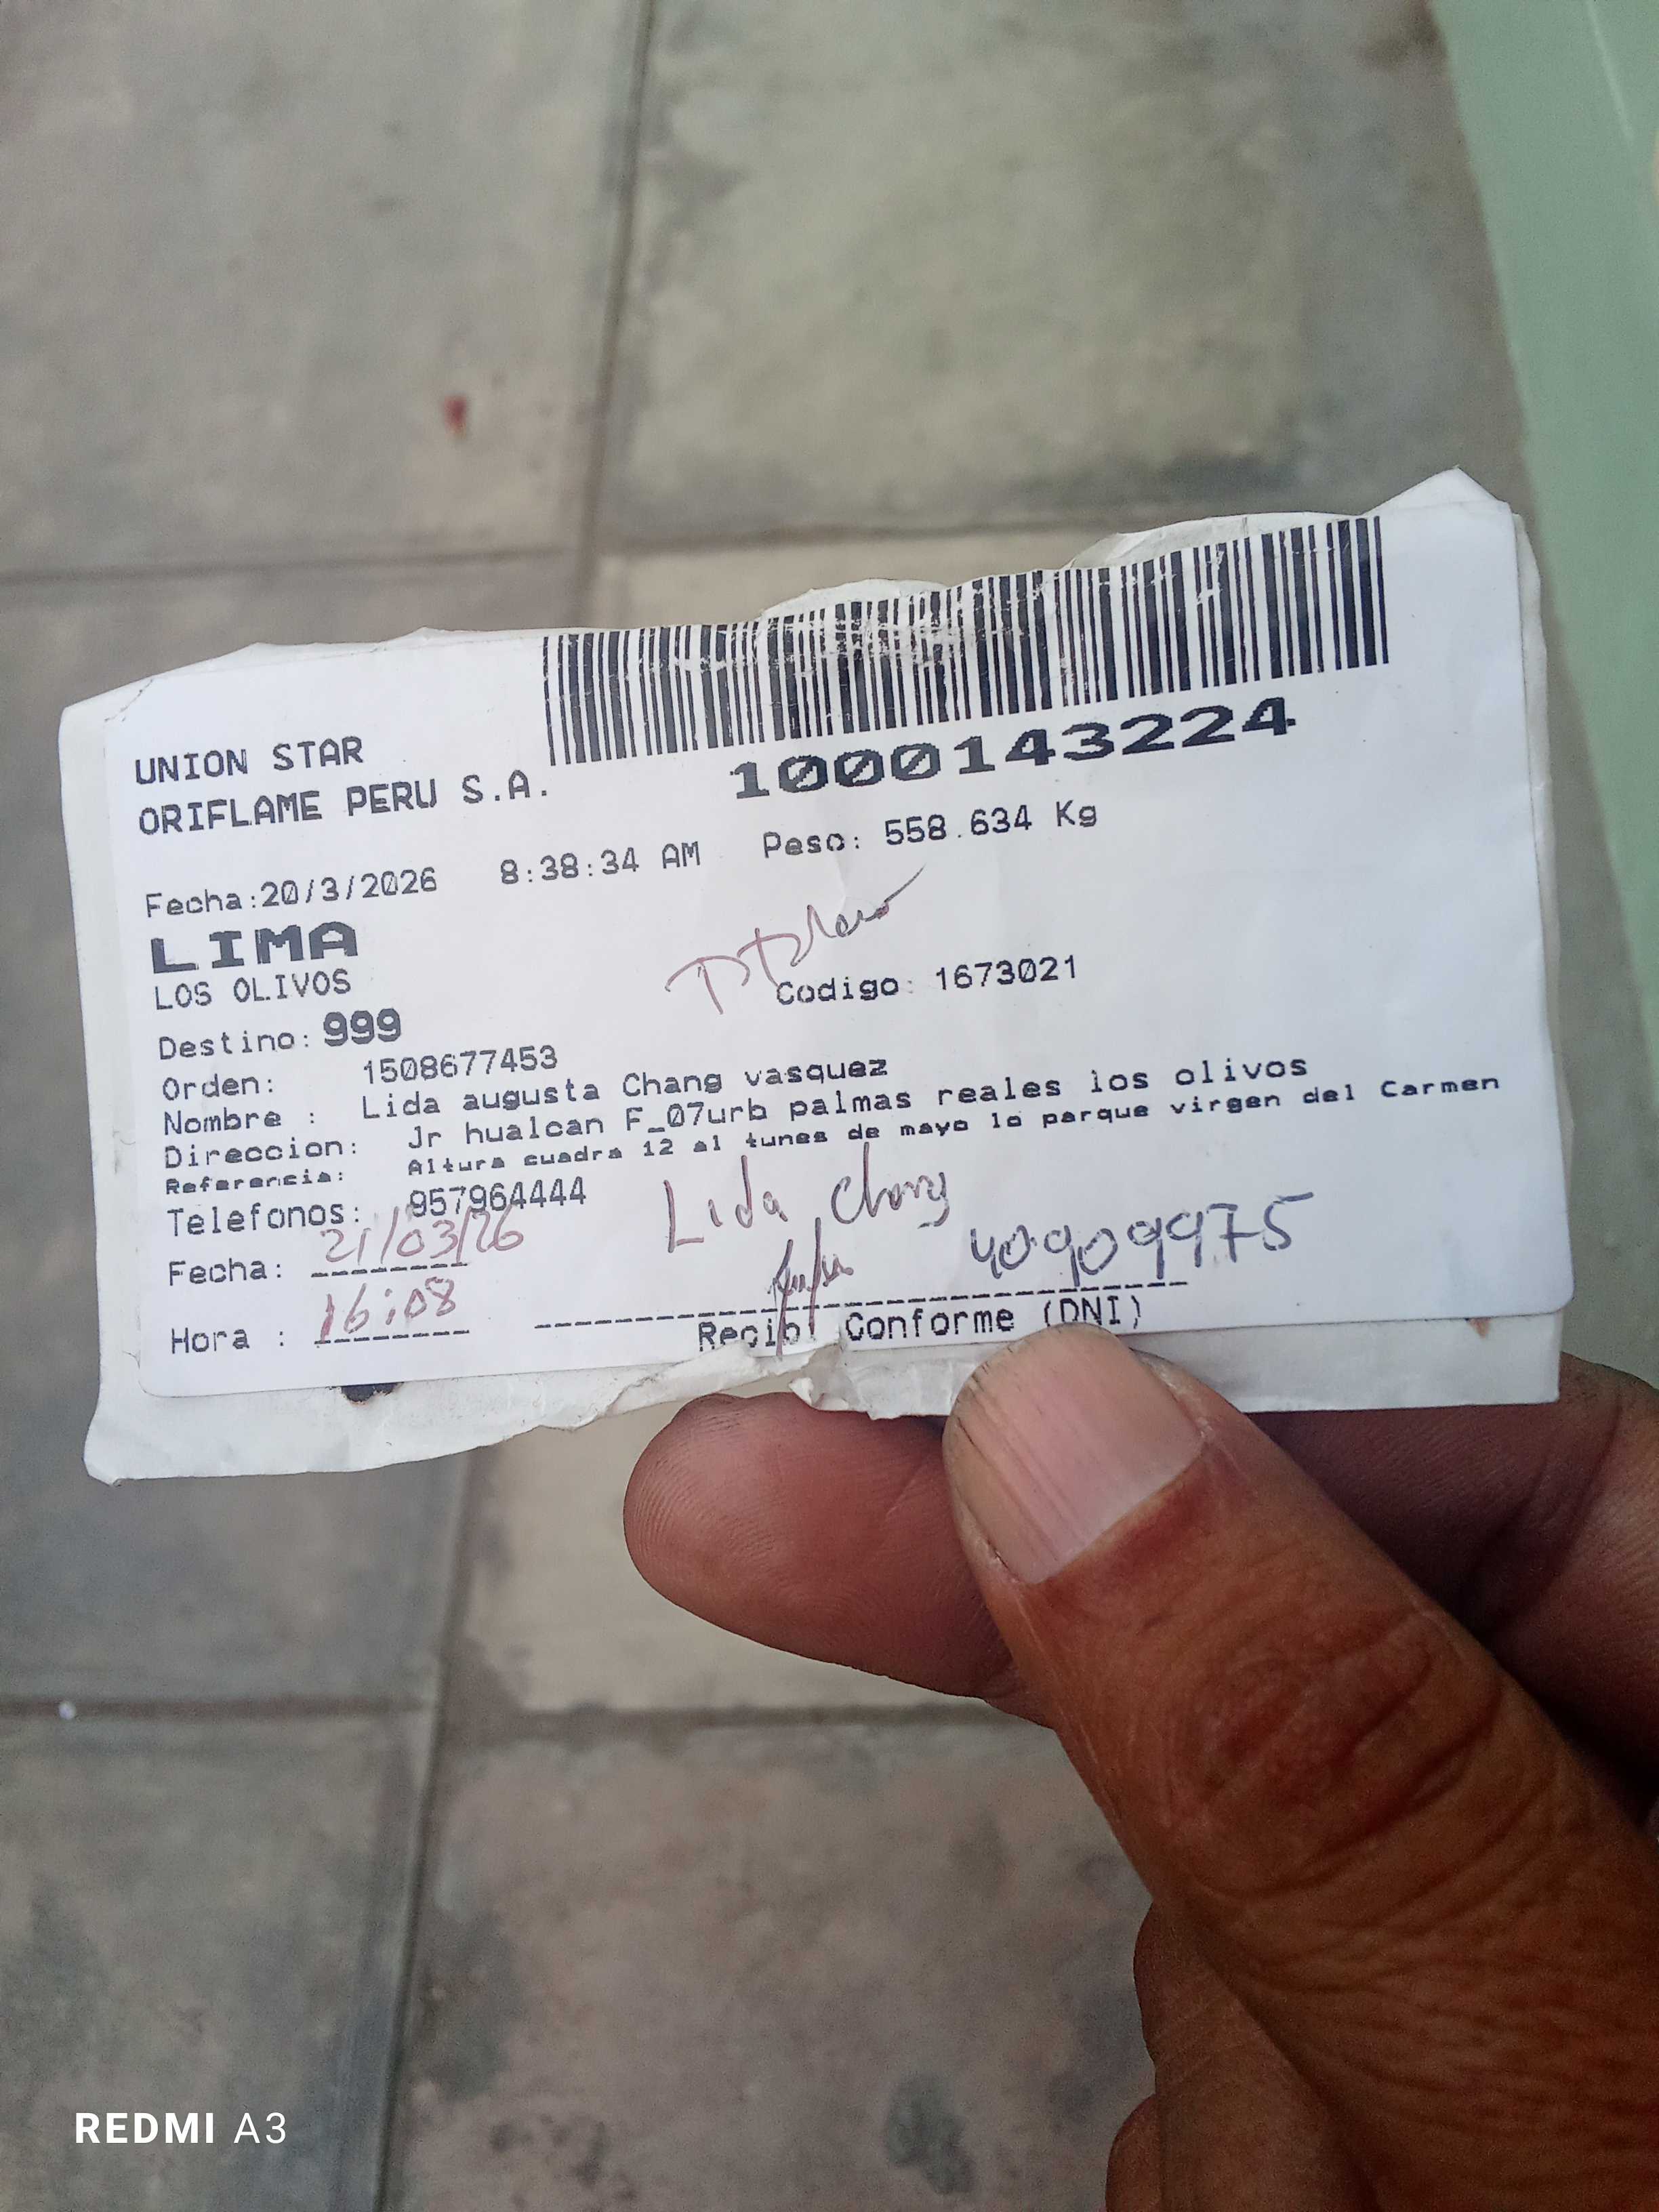 1000143224
UNION STAR
ORIFLAME PERU S.A.
Fecha:20/3/2026 8:38:34 AM Peso: 558.634 Kg
LIMA
LOS OLIVOS
Titular
Destino: 999 Codigo: 1673021
Orden: 1508677453
Nombre : Lida augusta Chang vasquez
Direccion: Jr hualcan F_07urb palmas reales los olivos
Referencia: Altura cuadra 12 al tunes de mayo lo parque virgen del Carmen
Telefonos: 957964444
Lida Chang
Fecha: 21/03/26
40909975
Hora : 16:08
Recibi Conforme (DNI)
REDMI A3